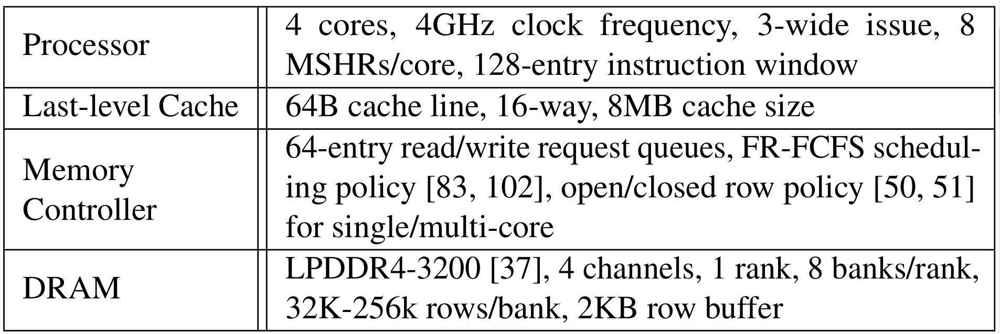 Processor
4 cores, 4GHz clock frequency, 3-wide issue, 8
MSHRs/core, 128-entry instruction window
Last-level Cache
64B cache line, 16-way, 8MB cache size
Memory
Controller
64-entry read/write request queues, FR-FCFS schedul-
ing policy [83, 102], open/closed row policy [50, 51]
for single/multi-core
DRAM
LPDDR4-3200 [37], 4 channels, 1 rank, 8 banks/rank,
32K-256k rows/bank, 2KB row buffer